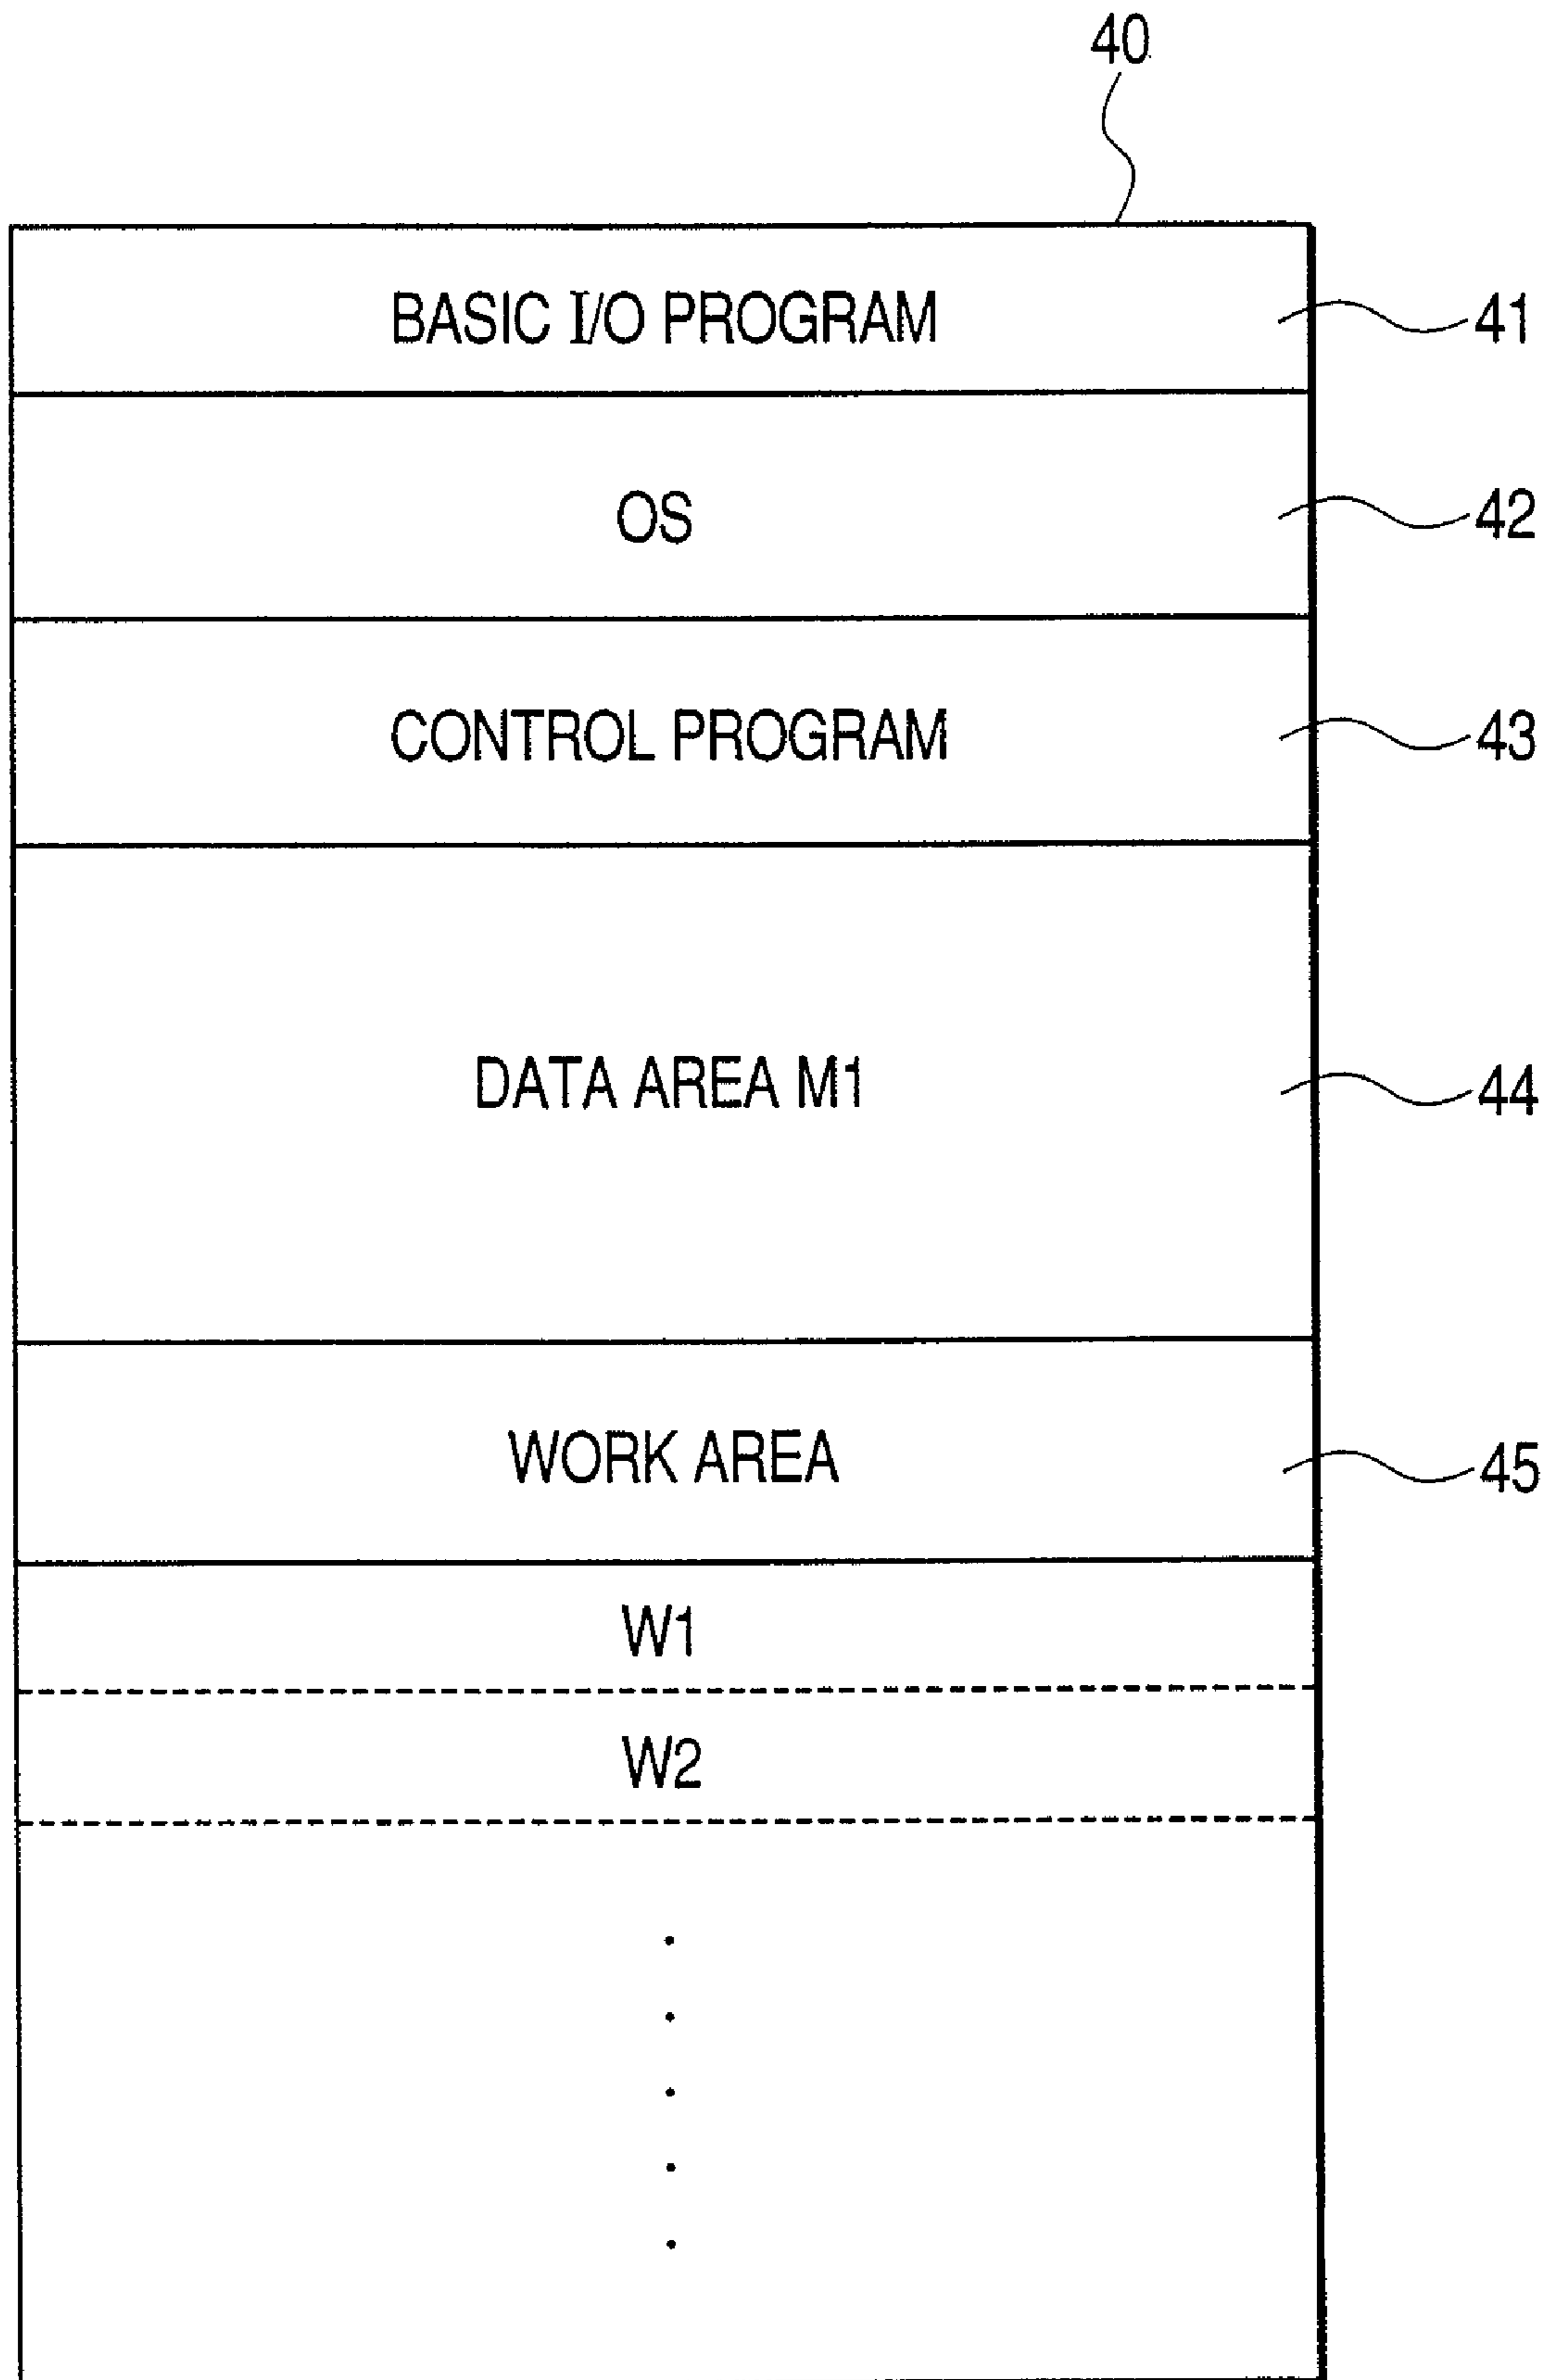 40
BASIC I/O PROGRAM 41
OS 42
CONTROL PROGRAM 43
DATA AREA M1 44
WORK AREA 45
W1
W2